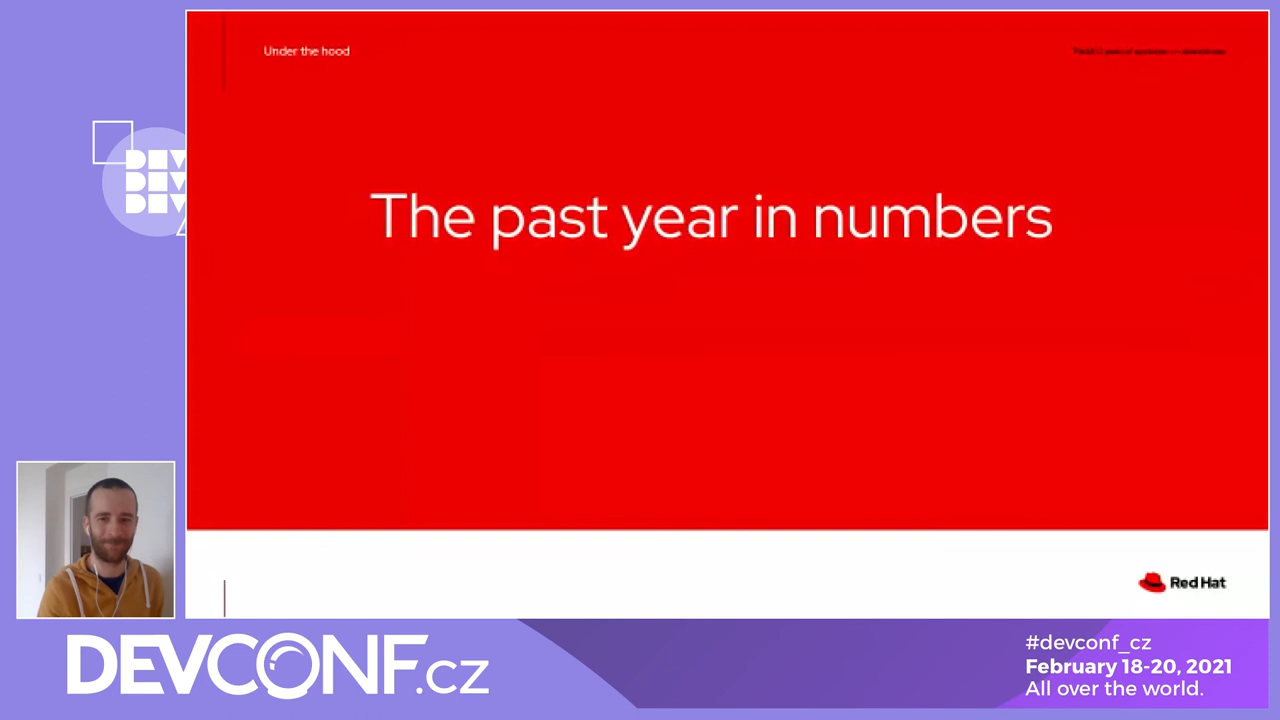 Under the hood
The past year in numbers
Red Hat
DEVCONF.cz
#devconf_cz
February 18-20, 2021
All over the world.